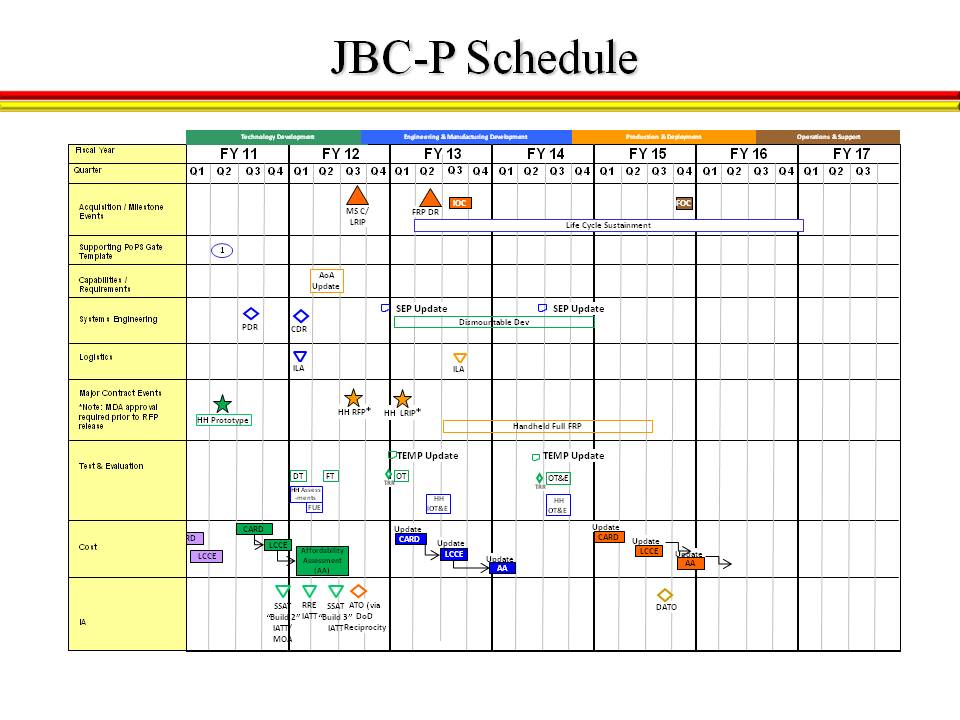 JBC-P Schedule
Technology Development Engineering & Manufacturing Development Production & Deployment Operations & Support
Fiscal Year FY 11 FY 12 FY 13 FY 14 FY 15 FY 16 FY 17
Quarter Q1 Q2 Q3 Q4 Q1 Q2 Q3 Q4 Q1 Q2 Q3 Q4 Q1 Q2 Q3 Q4 Q1 Q2 Q3 Q4 Q1 Q2 Q3 Q4 Q1 Q2 Q3
Acquisition / Milestone
Events
MS C/
LRIP
FRP DR
IOC
FOC
Life Cycle Sustainment
Supporting PoPS Gate
Template
1
Capabilities /
Requirements
AoA
Update
Systems Engineering
PDR
CDR
SEP Update
SEP Update
Dismountable Dev
Logistics
ILA
ILA
Major Contract Events
*Note: MDA approval
required prior to RFP
release
HH Prototype
HH RFP*
HH LRIP*
Handheld Full FRP
Test & Evaluation
TEMP Update
TEMP Update
DT
FT
TRR
OT
TRR
OT&E
HH Assess
-ments
FUE
HH
IOT&E
HH
OT&E
Cost
RD
LCCE
CARD
LCCE
Affordability
Assessment
(AA)
Update
CARD
Update
LCCE
Update
AA
Update
CARD
Update
LCCE
Update
AA
IA
SSAT
"Build 2"
IATT/
MOA
RRE
IATT
SSAT
"Build 3"
IATT
ATO (via
DoD
Reciprocity
DATO